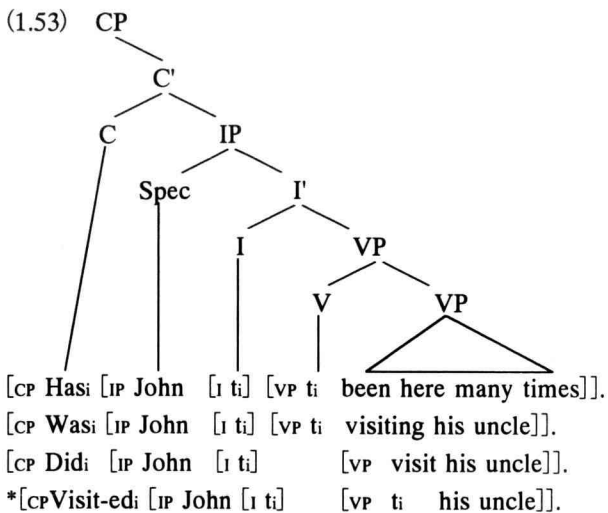 (1.53) CP
C'
C IP
Spec I'
I VP
V VP
[CP Hasi [IP John [I ti] [VP ti been here many times]].
[CP Wasi [IP John [I ti] [VP ti visiting his uncle]].
[CP Didi [IP John [I ti] [VP visit his uncle]].
*[CPVisit-edi [IP John [I ti] [VP ti his uncle]].